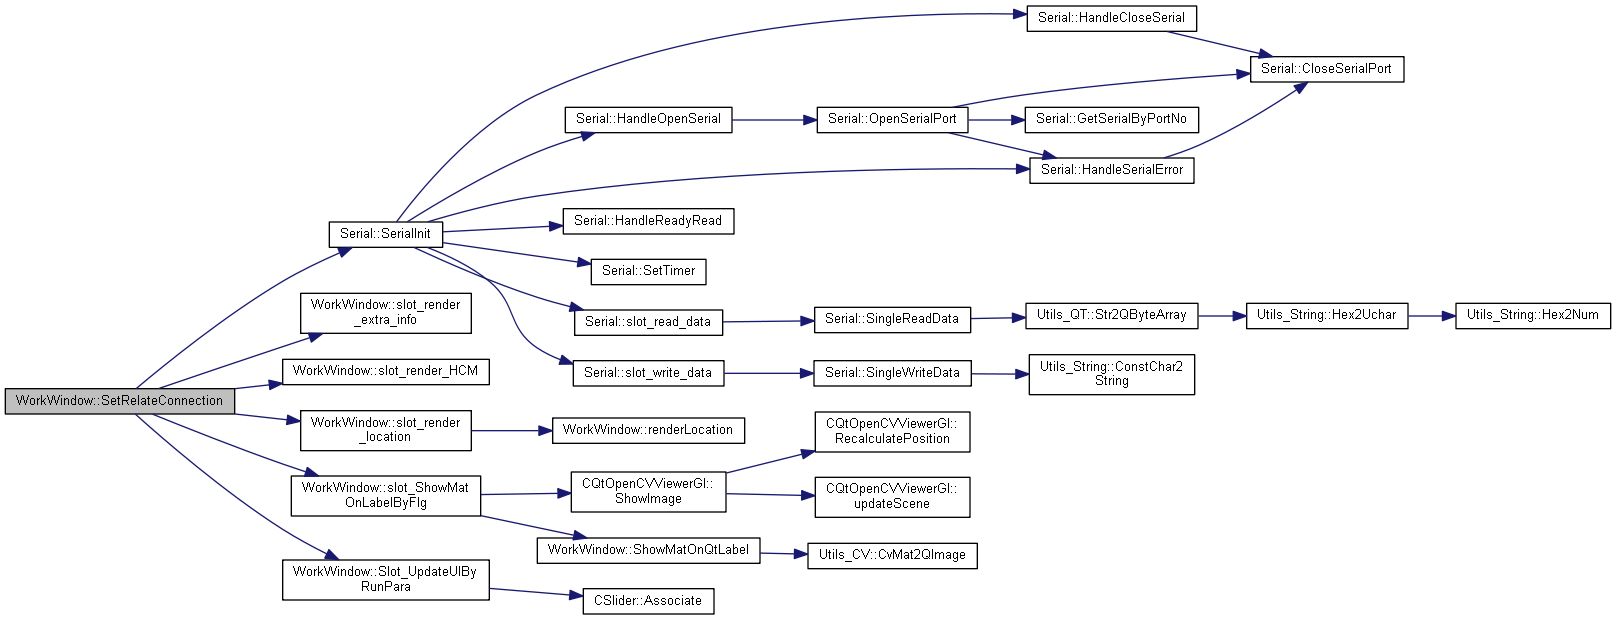 Serial::HandleCloseSerial
Serial::CloseSerialPort
Serial::HandleOpenSerial
Serial::OpenSerialPort
Serial::GetSerialByPortNo
Serial::HandleSerialError
Serial::SerialInit
Serial::HandleReadyRead
Serial::SetTimer
WorkWindow::slot_render
_extra_info
Serial::slot_read_data
Serial::SingleReadData
Utils_QT::Str2QByteArray
Utils_String::Hex2Uchar
Utils_String::Hex2Num
WorkWindow::slot_render_HCM
Serial::slot_write_data
Serial::SingleWriteData
Utils_String::ConstChar2
String
WorkWindow::SetRelateConnection
WorkWindow::slot_render
_location
WorkWindow::renderLocation
CQtOpenCVViewerGl::
RecalculatePosition
WorkWindow::slot_ShowMat
OnLabelByFlg
CQtOpenCVViewerGl::
ShowImage
CQtOpenCVViewerGl::
updateScene
WorkWindow::ShowMatOnQtLabel
Utils_CV::CvMat2QImage
WorkWindow::Slot_UpdateUIBy
RunPara
CSlider::Associate